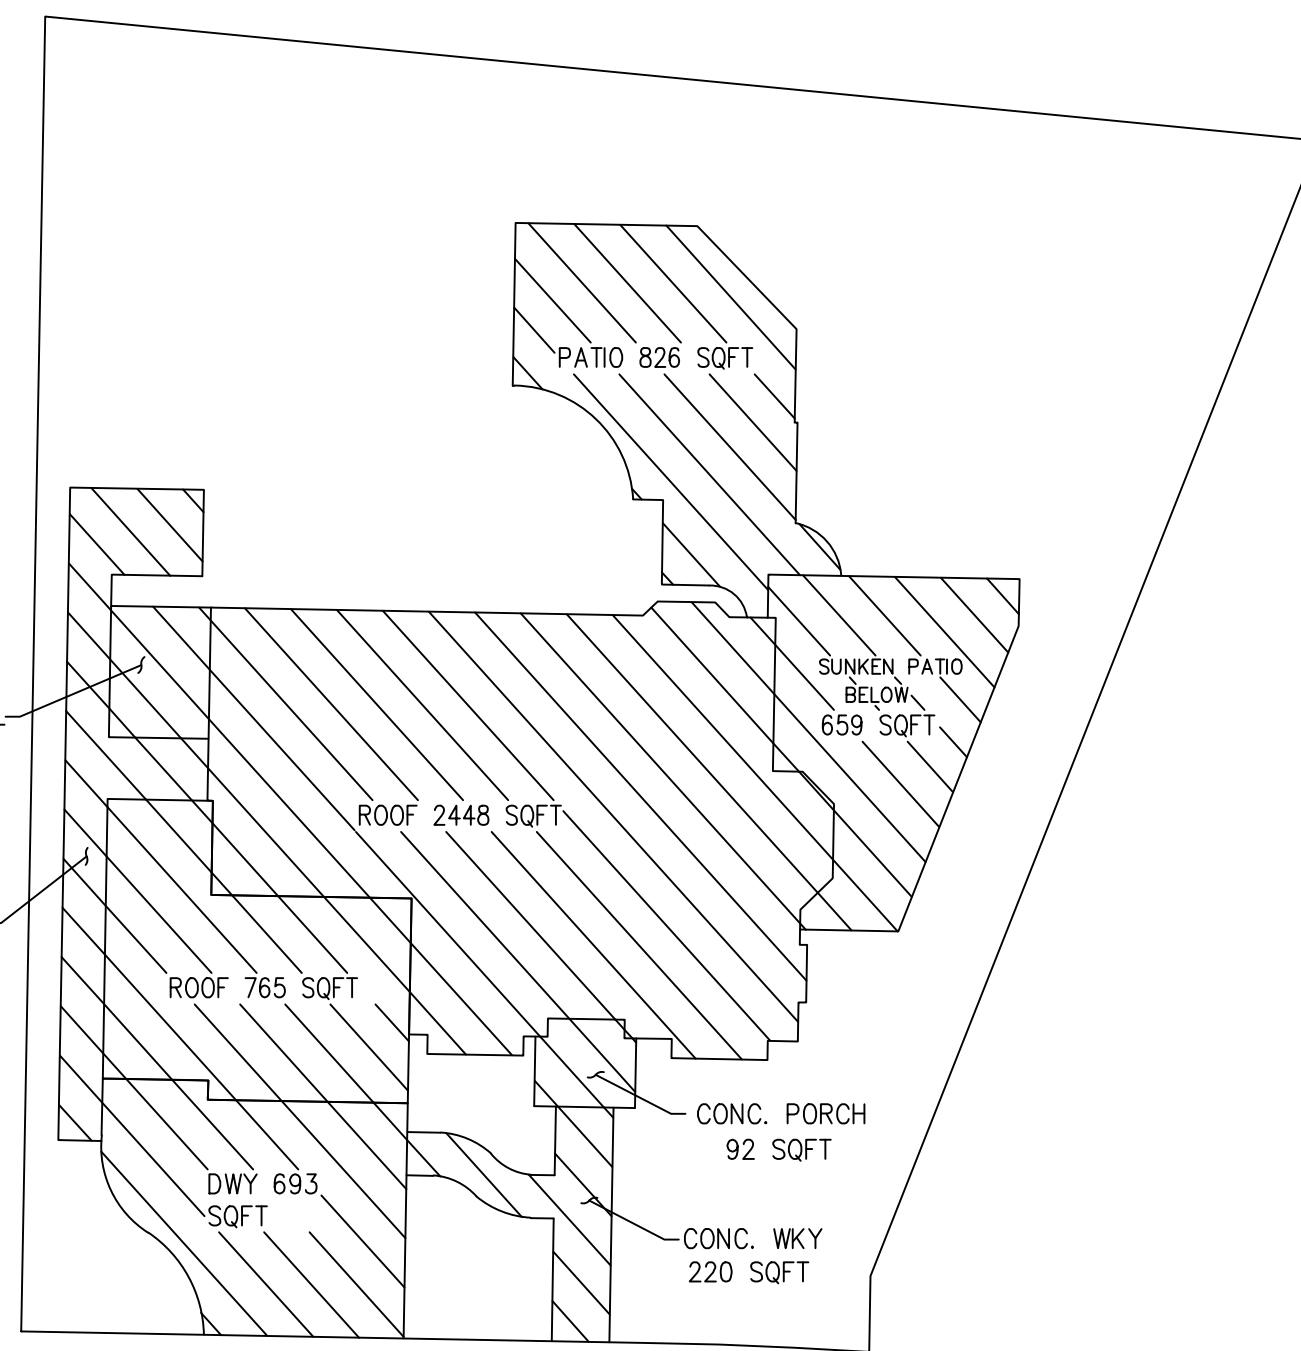 PATIO 826 SQFT
SUNKEN PATIO
BELOW
659 SQFT
ROOF 2448 SQFT
ROOF 765 SQFT
CONC. PORCH
92 SQFT
DWY 693
SQFT
CONC. WKY
220 SQFT